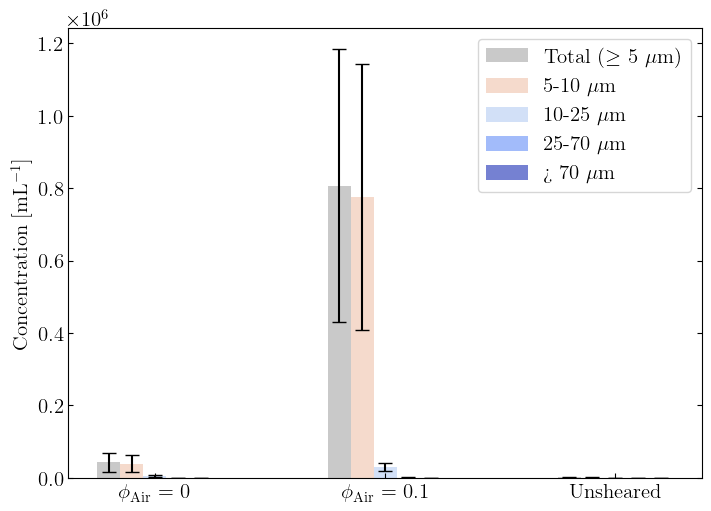 ×10⁶
1.2
1.0
0.8
0.6
0.4
0.2
0.0
Concentration [mL⁻¹]
Total (≥ 5 μm)
5-10 μm
10-25 μm
25-70 μm
¿ 70 μm
ϕAir = 0
ϕAir = 0.1
Unsheared